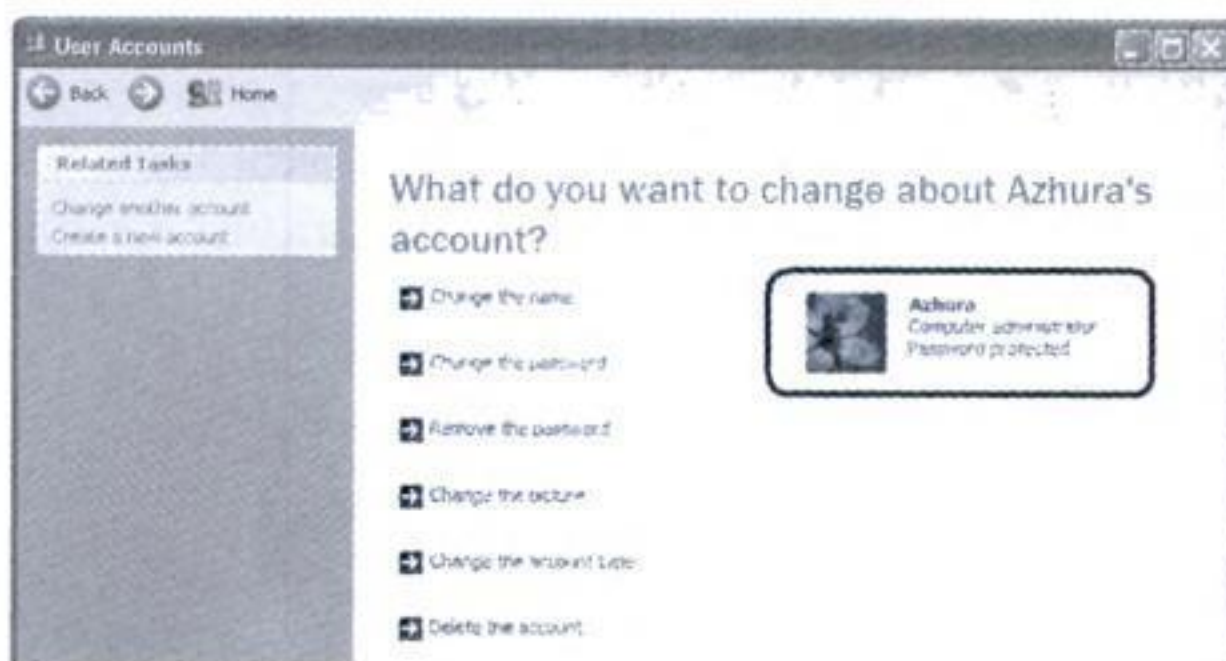 User Accounts
Back Home
Related Tasks
Change another account
Create a new account
What do you want to change about Azhura's
account?
Change the name
Azhura
Computer administrator
Password protected
Change the password
Remove the password
Change the picture
Change the account type
Delete the account